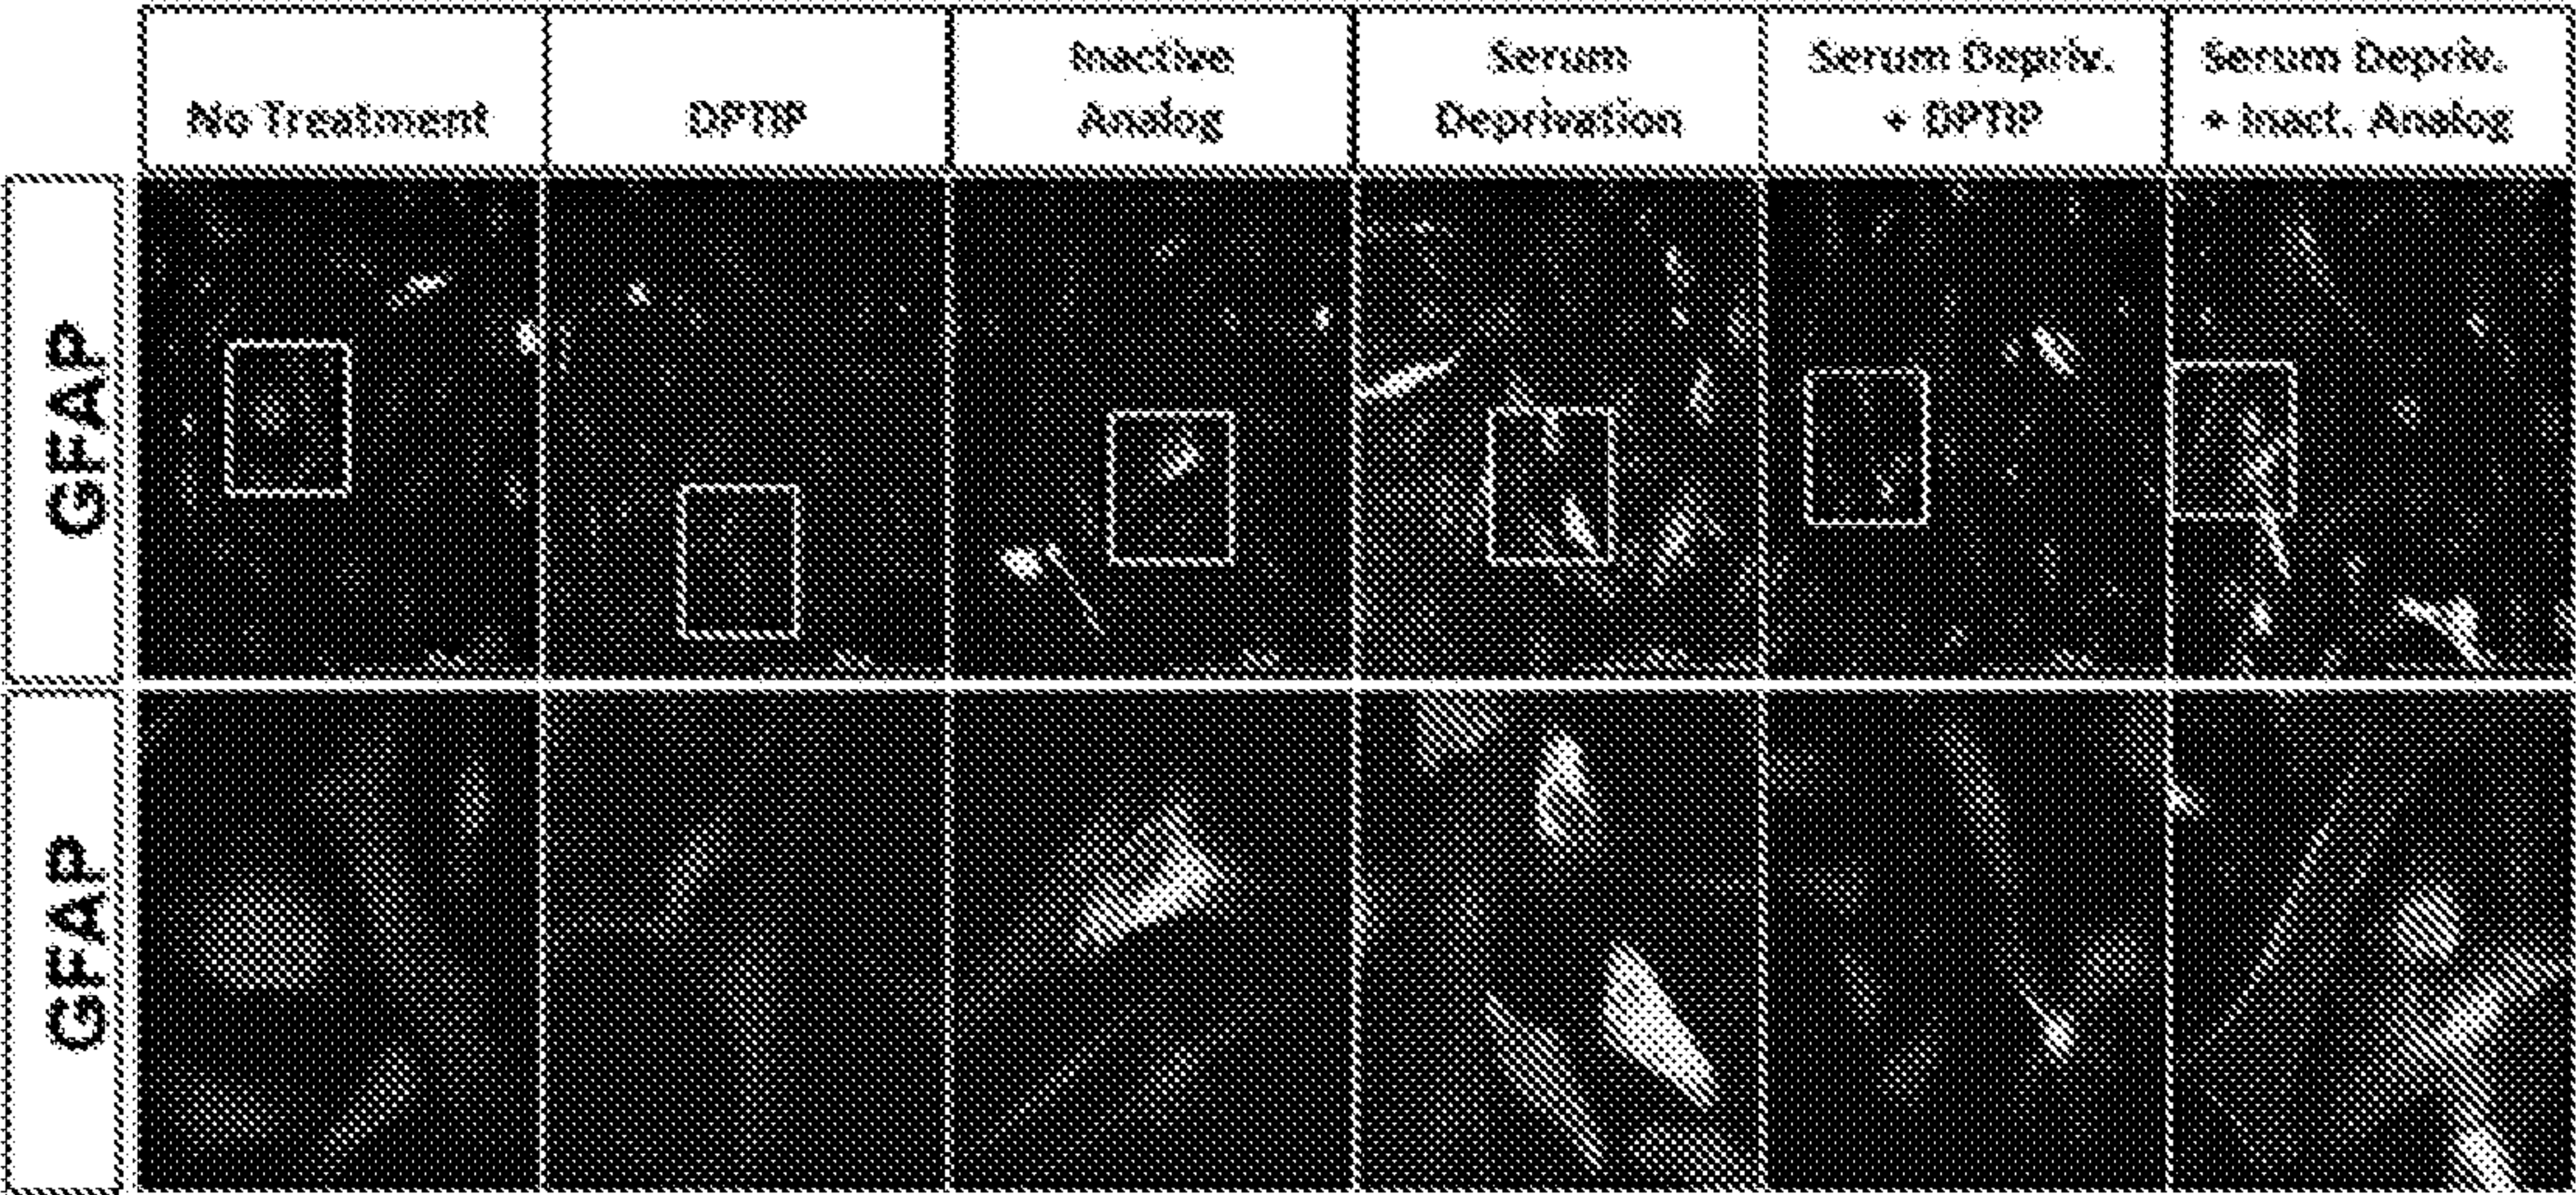 No Treatment
DPTIP
Inactive
Analog
Serum
Deprivation
Serum Depriv.
+ DPTIP
Serum Depriv.
+ Inact. Analog
GFAP
GFAP